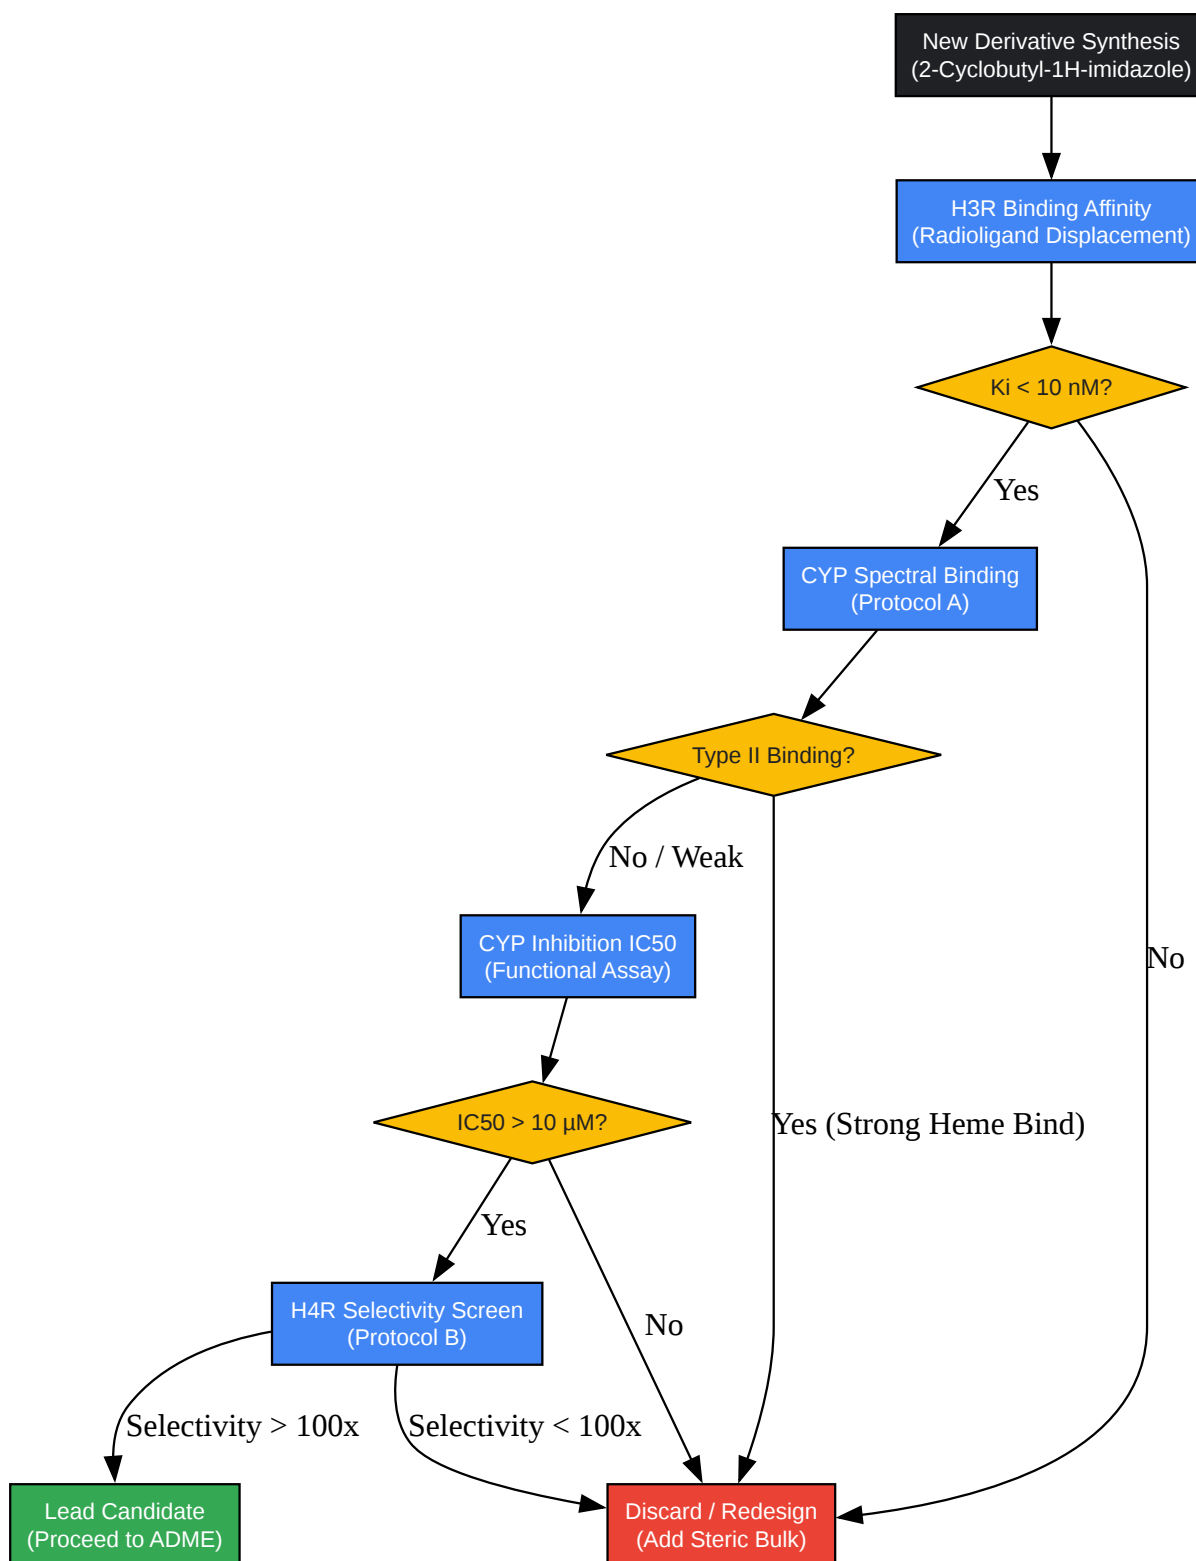 New Derivative Synthesis
(2-Cyclobutyl-1H-imidazole)
H3R Binding Affinity
(Radioligand Displacement)
Ki < 10 nM?
Yes
CYP Spectral Binding
(Protocol A)
Type II Binding?
No / Weak
CYP Inhibition IC50
(Functional Assay)
No
IC50 > 10 µM?
Yes (Strong Heme Bind)
Yes
H4R Selectivity Screen
(Protocol B)
No
Selectivity > 100x
Selectivity < 100x
Lead Candidate
(Proceed to ADME)
Discard / Redesign
(Add Steric Bulk)